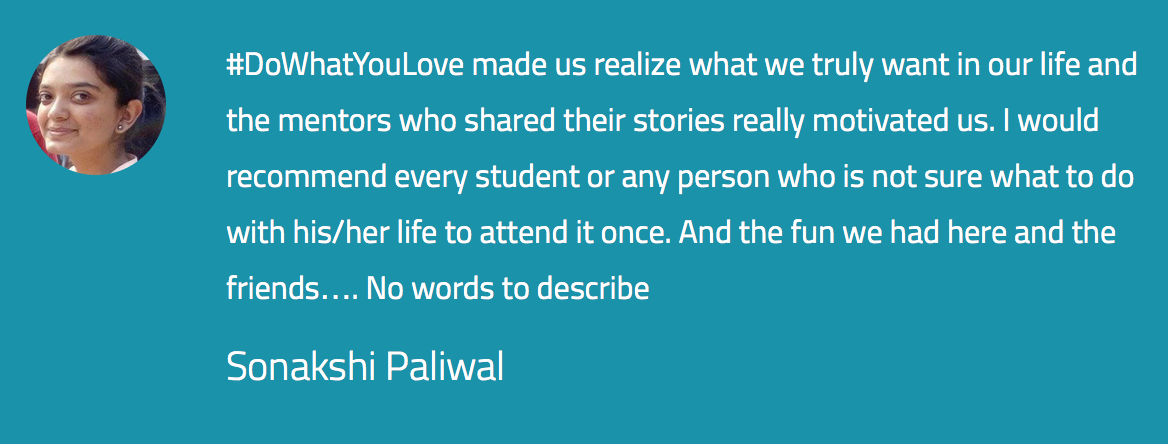 #DoWhatYouLove made us realize what we truly want in our life and
the mentors who shared their stories really motivated us. I would
recommend every student or any person who is not sure what to do
with his/her life to attend it once. And the fun we had here and the
friends.... No words to describe
Sonakshi Paliwal